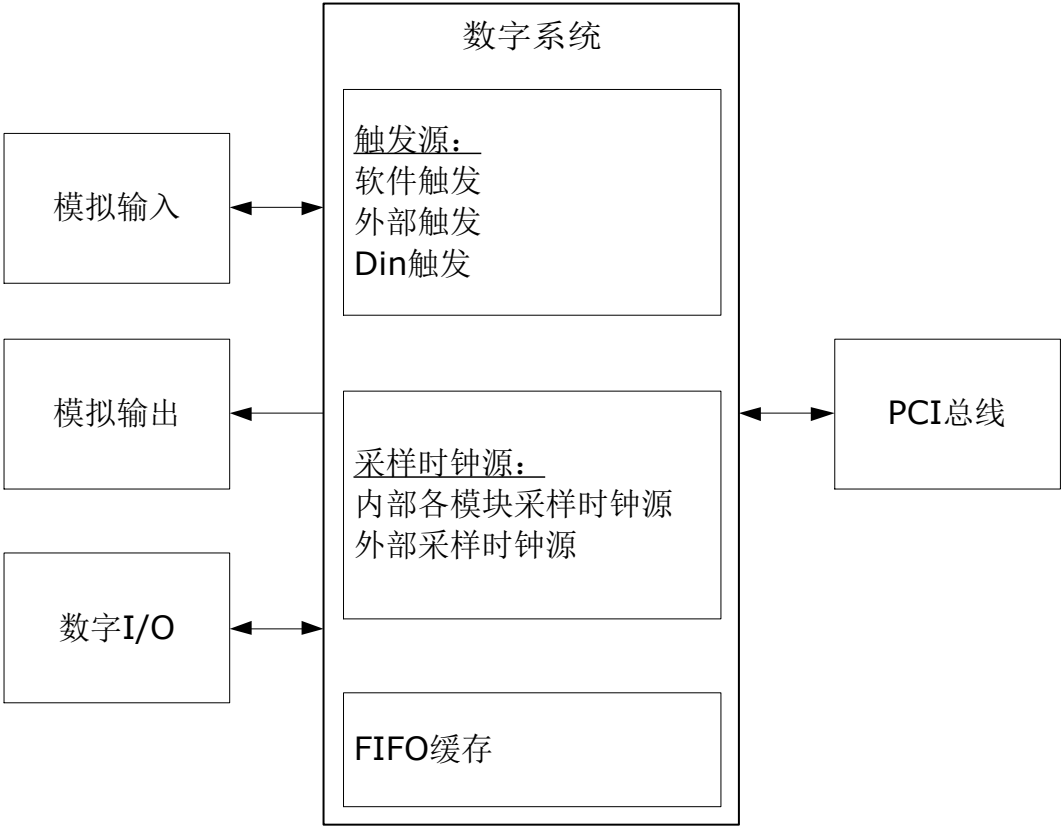 数字系统
触发源：
软件触发
外部触发
Din触发
模拟输入
模拟输出
采样时钟源：
内部各模块采样时钟源
外部采样时钟源
PCI总线
数字I/O
FIFO缓存